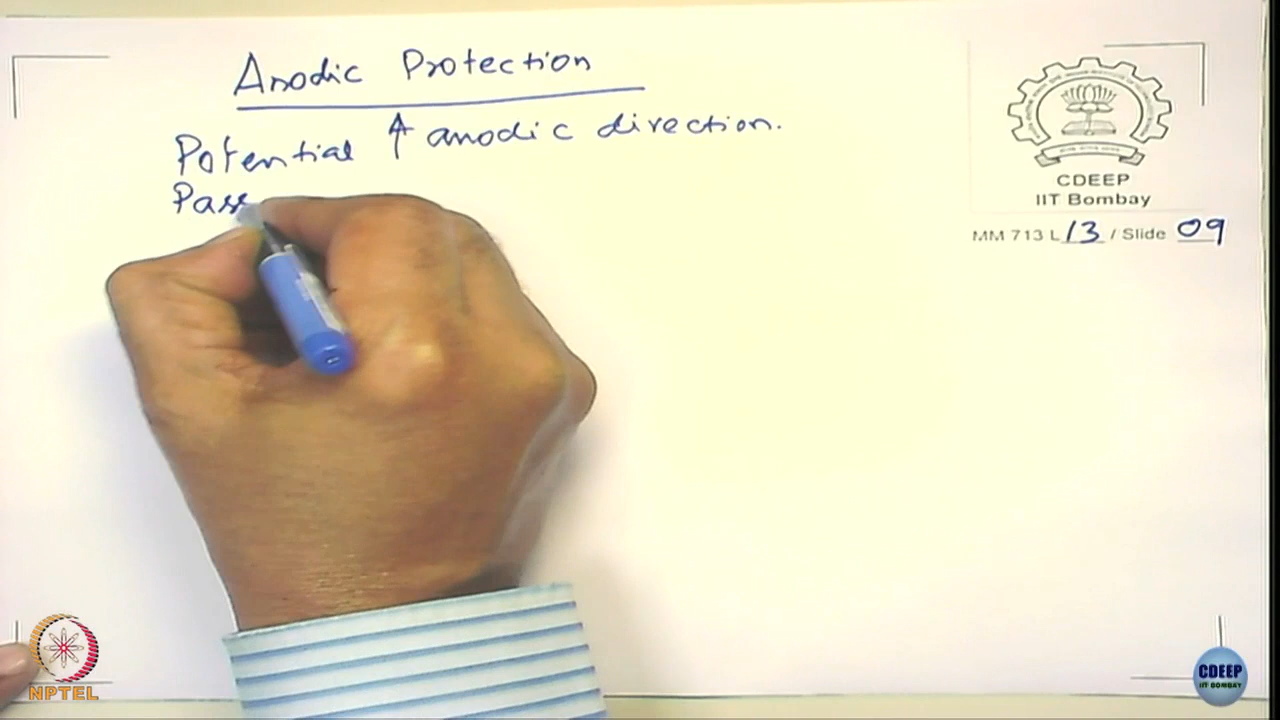 Anodic Protection
Potential ↑ anodic direction.
Pass
CDEEP
IIT Bombay
MM 713 L 13 / Slide 09
NPTEL
CDEEP
IIT BOMBAY